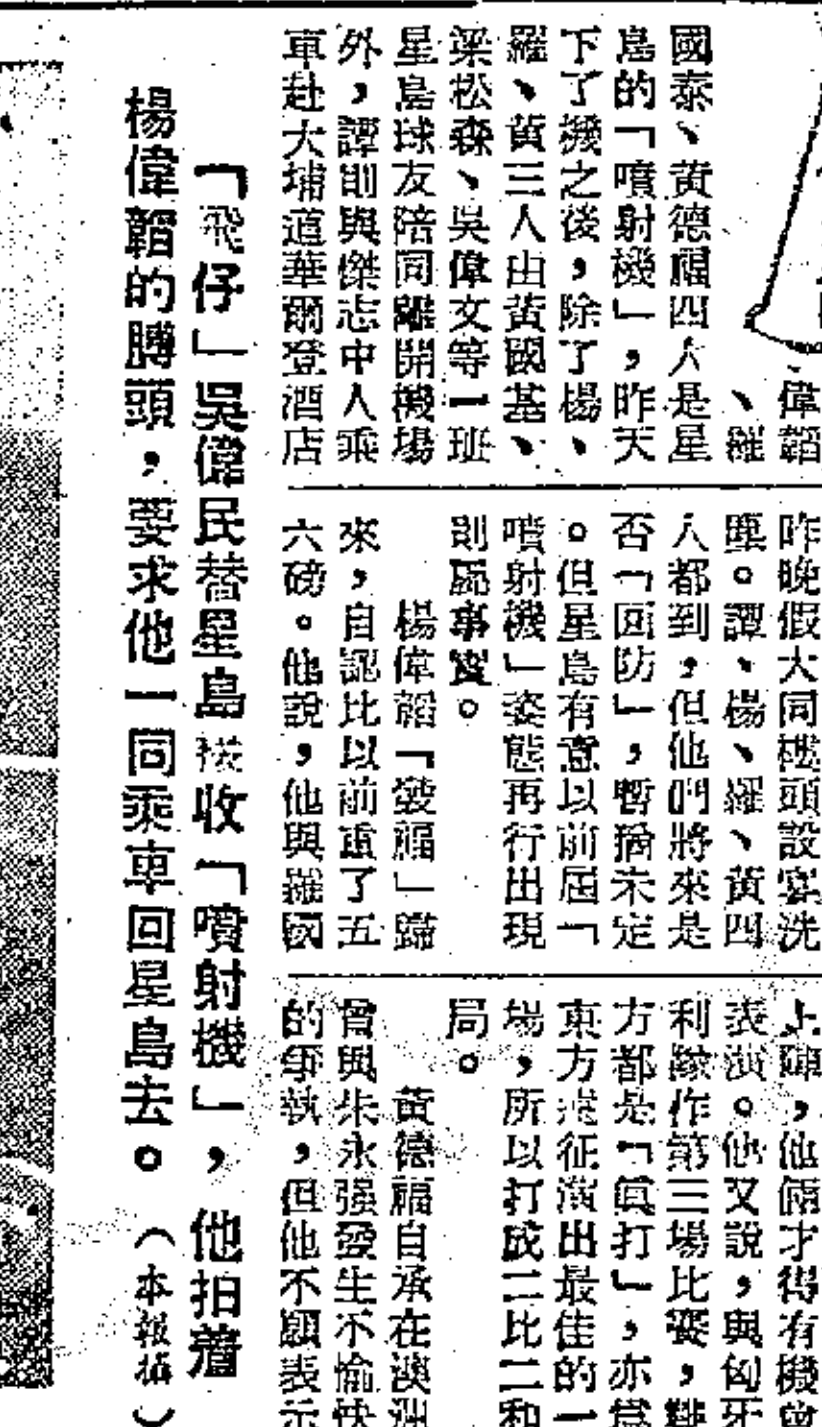 偉韜
、羅
國泰、黃德福四人是星
島的「噴射機」，昨天
下了機之後，除了楊、
羅、黃三人由黃國基、
梁松森、吳偉文等一班
星島球友陪同離開機場
外，譚則與傑志中人乘
車赴大埔道華爾登酒店
昨晚假大同樓頭設宴洗
塵。譚、楊、羅、黃四
人都到，但他們將來是
否「回防」，暫猶未定
。但星島有意以前屆「
噴射機」姿態再行出現
則屬事實。
楊偉韜「發福」歸
來，自認比以前重了五
六磅。他說，他與羅國
上陣，他倆才得有機會
表演。他又說，與匈牙
利隊作第三場比賽，雙
方都是「眞打」，亦爲
東方遠征演出最佳的一
場，所以打成二比二和
局。
黃德福自承在澳洲
曾與朱永强發生不愉快
的爭執，但他不願表示
「飛仔」吳偉民替星島接收「噴射機」，他拍着
楊偉韜的膊頭，要求他一同乘車回星島去。（本報攝）